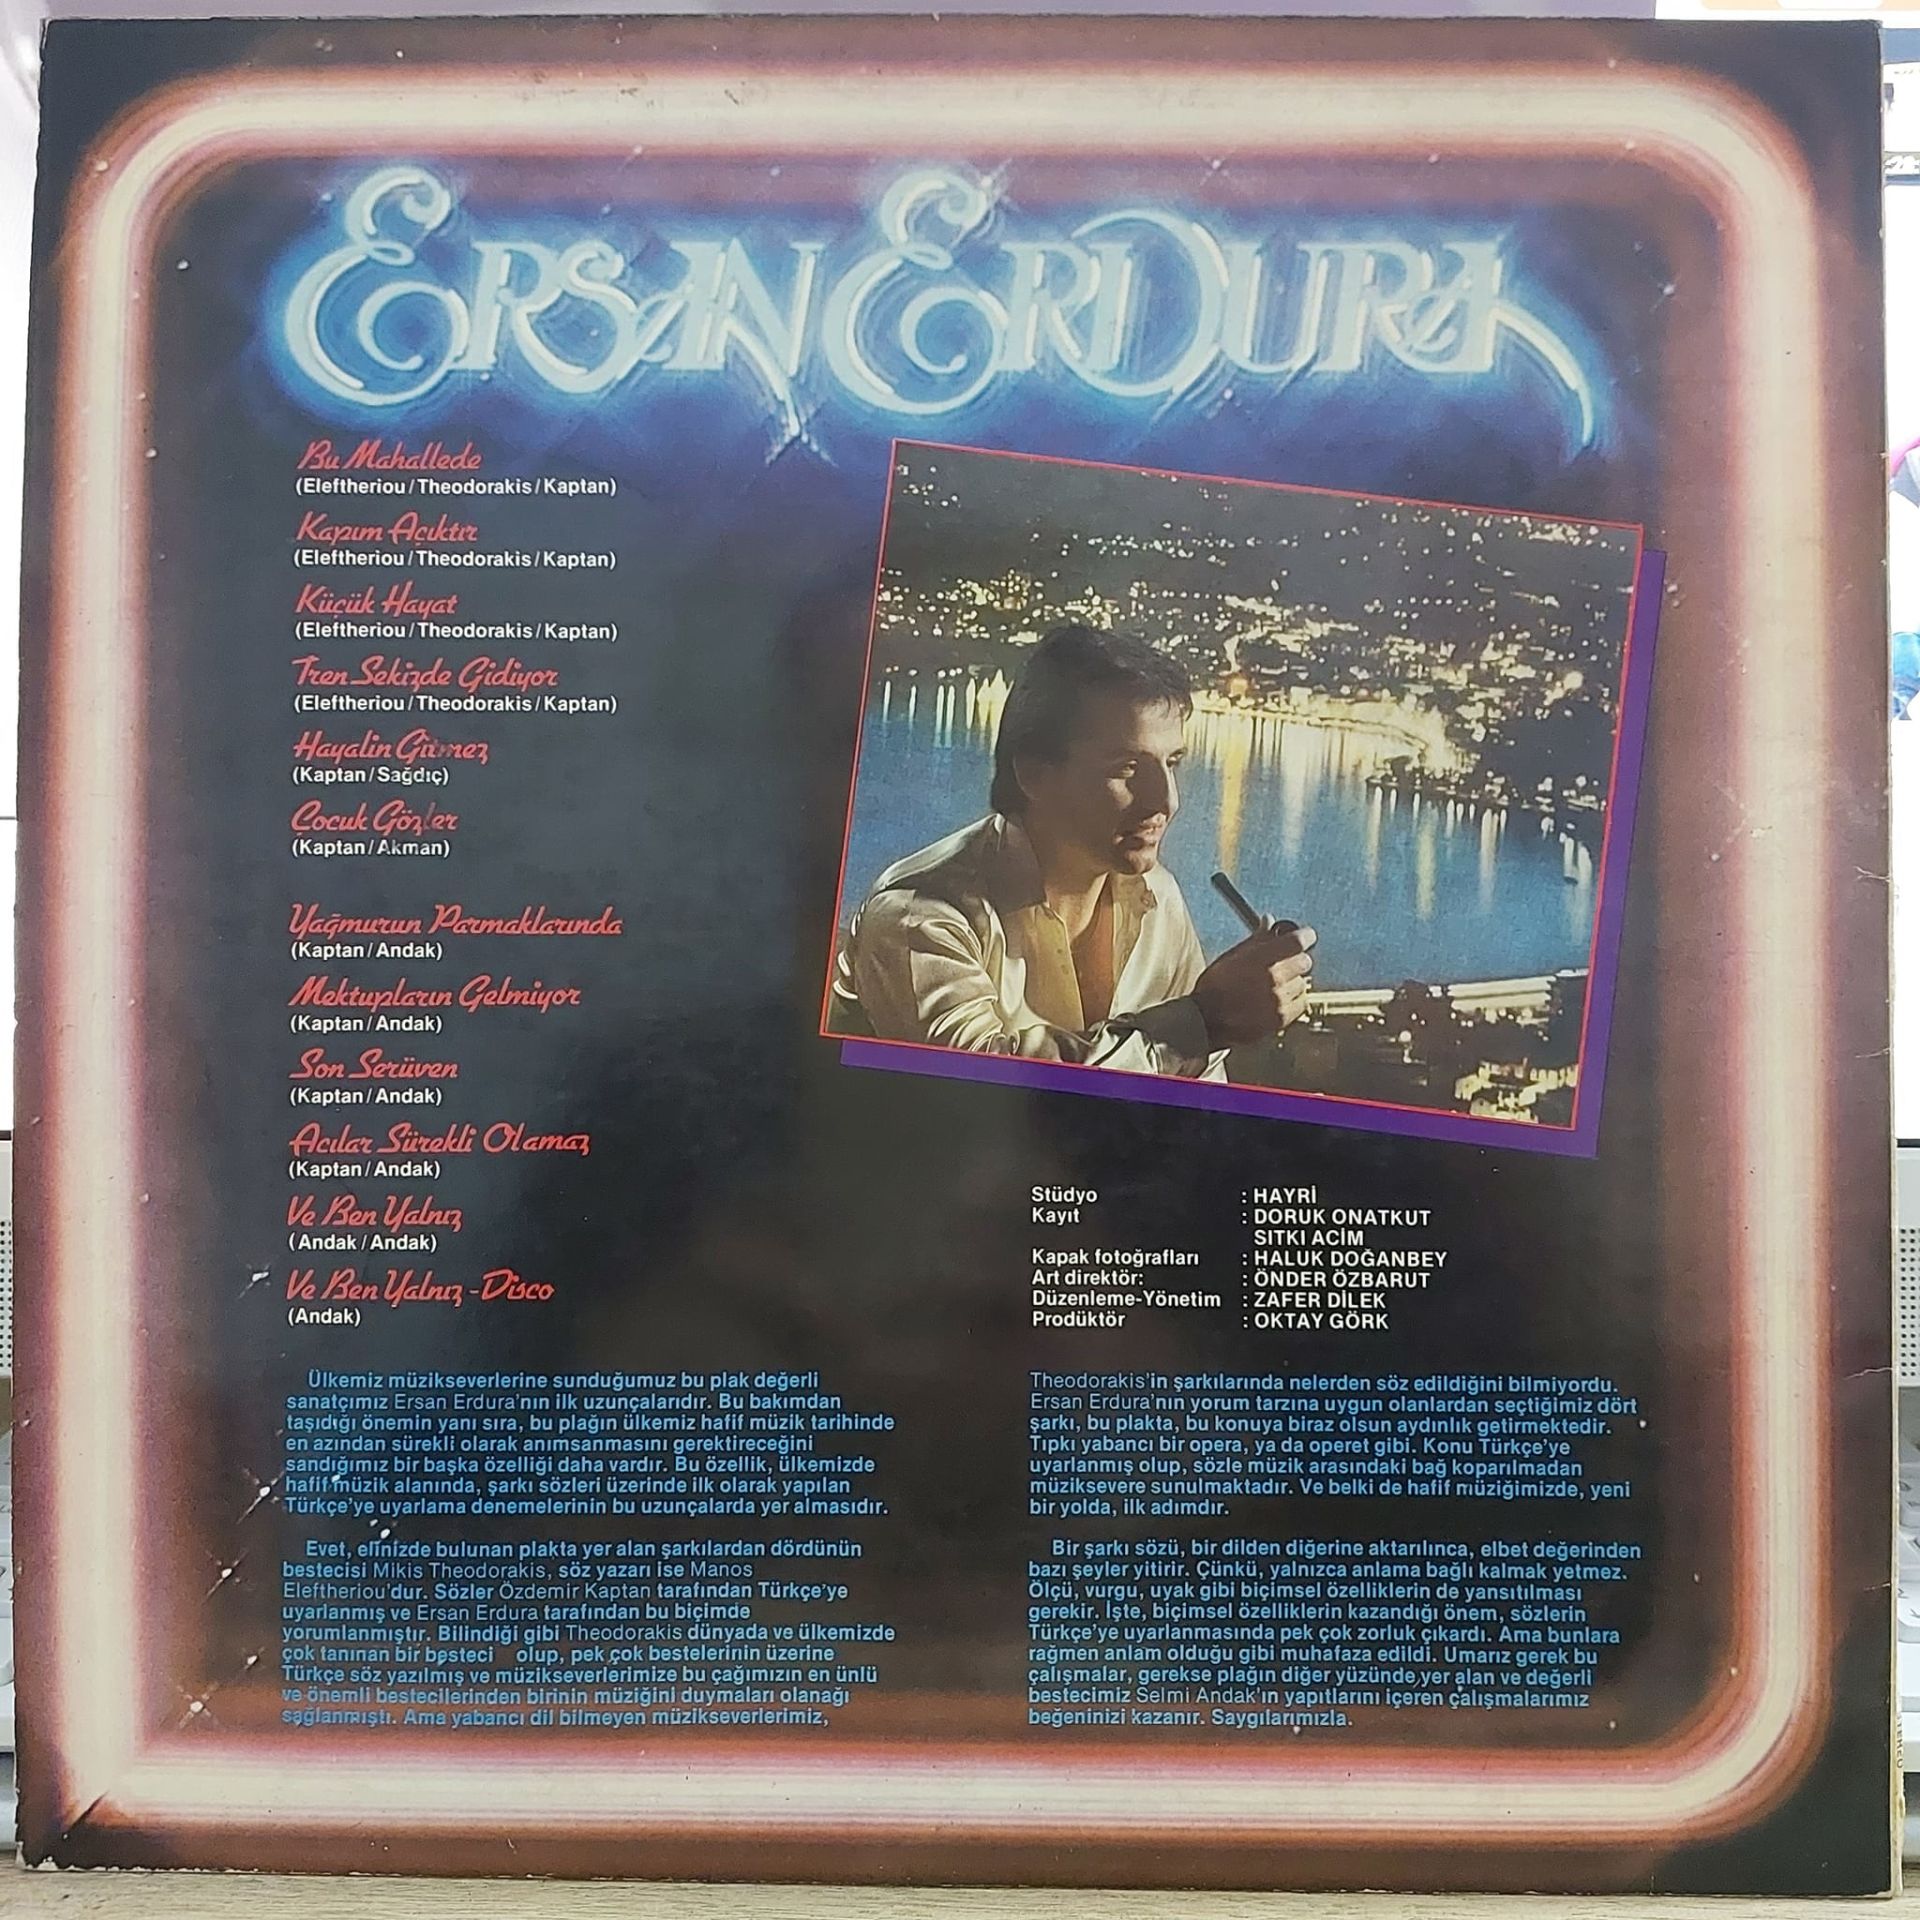 ERSAN ERDURA
Bu Mahallede
(Eleftheriou/Theodorakis/Kaptan)
Kapım Açıktır
(Eleftheriou/Theodorakis/Kaptan)
Küçük Hayat
(Eleftheriou/Theodorakis/Kaptan)
Tren Sekizde Gidiyor
(Eleftheriou/Theodorakis/Kaptan)
Hayalin Gitmez
(Kaptan/Sağdıç)
Çocuk Gözler
(Kaptan/Akman)
Yağmurun Parmaklarında
(Kaptan/Andak)
Mektupların Gelmiyor
(Kaptan/Andak)
Son Serüven
(Kaptan/Andak)
Acılar Sürekli Olamaz
(Kaptan/Andak)
Ve Ben Yalnız
(Andak/Andak)
Ve Ben Yalnız-Disco
(Andak)
Stüdyo : HAYRİ
Kayıt : DORUK ONATKUT
SITKI ACİM
Kapak fotoğrafları : HALUK DOĞANBEY
Art direktör: : ÖNDER ÖZBARUT
Düzenleme-Yönetim : ZAFER DİLEK
Prodüktör : OKTAY GÖRK
Ülkemiz müzikseverlerine sunduğumuz bu plak değerli
sanatçımız Ersan Erdura'nın ilk uzunçalarıdır. Bu bakımdan
taşıdığı önemin yanı sıra, bu plağın ülkemiz hafif müzik tarihinde
en azından sürekli olarak anımsanmasını gerektireceğini
sandığımız bir başka özelliği daha vardır. Bu özellik, ülkemizde
hafif müzik alanında, şarkı sözleri üzerinde ilk olarak yapılan
Türkçe'ye uyarlama denemelerinin bu uzunçalarda yer almasıdır.
Evet, elinizde bulunan plakta yer alan şarkılardan dördünün
bestecisi Mikis Theodorakis, söz yazarı ise Manos
Eleftheriou'dur. Sözler Özdemir Kaptan tarafından Türkçe'ye
uyarlanmış ve Ersan Erdura tarafından bu biçimde
yorumlanmıştır. Bilindiği gibi Theodorakis dünyada ve ülkemizde
çok tanınan bir besteci olup, pek çok bestelerinin üzerine
Türkçe söz yazılmış ve müzikseverlerimize bu çağımızın en ünlü
ve önemli bestecilerinden birinin müziğini duymaları olanağı
sağlanmıştı. Ama yabancı dil bilmeyen müzikseverlerimiz,
Theodorakis'in şarkılarında nelerden söz edildiğini bilmiyordu.
Ersan Erdura'nın yorum tarzına uygun olanlardan seçtiğimiz dört
şarkı, bu plakta, bu konuya biraz olsun aydınlık getirmektedir.
Tıpkı yabancı bir opera, ya da operet gibi. Konu Türkçe'ye
uyarlanmış olup, sözle müzik arasındaki bağ koparılmadan
müziksevere sunulmaktadır. Ve belki de hafif müziğimizde, yeni
bir yolda, ilk adımdır.
Bir şarkı sözü, bir dilden diğerine aktarılınca, elbet değerinden
bazı şeyler yitirir. Çünkü, yalnızca anlama bağlı kalmak yetmez.
Ölçü, vurgu, uyak gibi biçimsel özelliklerin de yansıtılması
gerekir. İşte, biçimsel özelliklerin kazandığı önem, sözlerin
Türkçe'ye uyarlanmasında pek çok zorluk çıkardı. Ama bunlara
rağmen anlam olduğu gibi muhafaza edildi. Umarız gerek bu
çalışmalar, gerekse plağın diğer yüzünde yer alan ve değerli
bestecimiz Selmi Andak'ın yapıtlarını içeren çalışmalarımız
beğeninizi kazanır. Saygılarımızla.